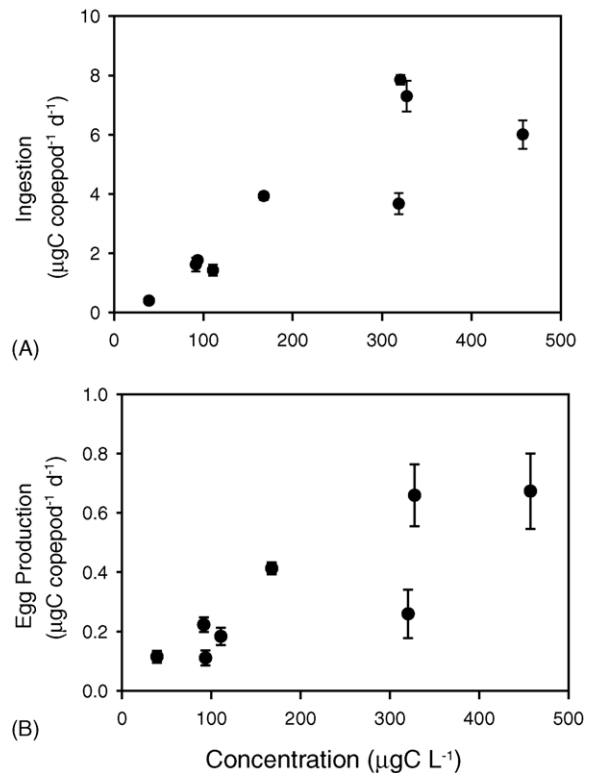 10
8
6
4
2
0
Ingestion
(µgC copepod⁻¹ d⁻¹)
0 100 200 300 400 500
(A)
1.0
0.8
0.6
0.4
0.2
0.0
Egg Production
(µgC copepod⁻¹ d⁻¹)
0 100 200 300 400 500
(B)
Concentration (µgC L⁻¹)